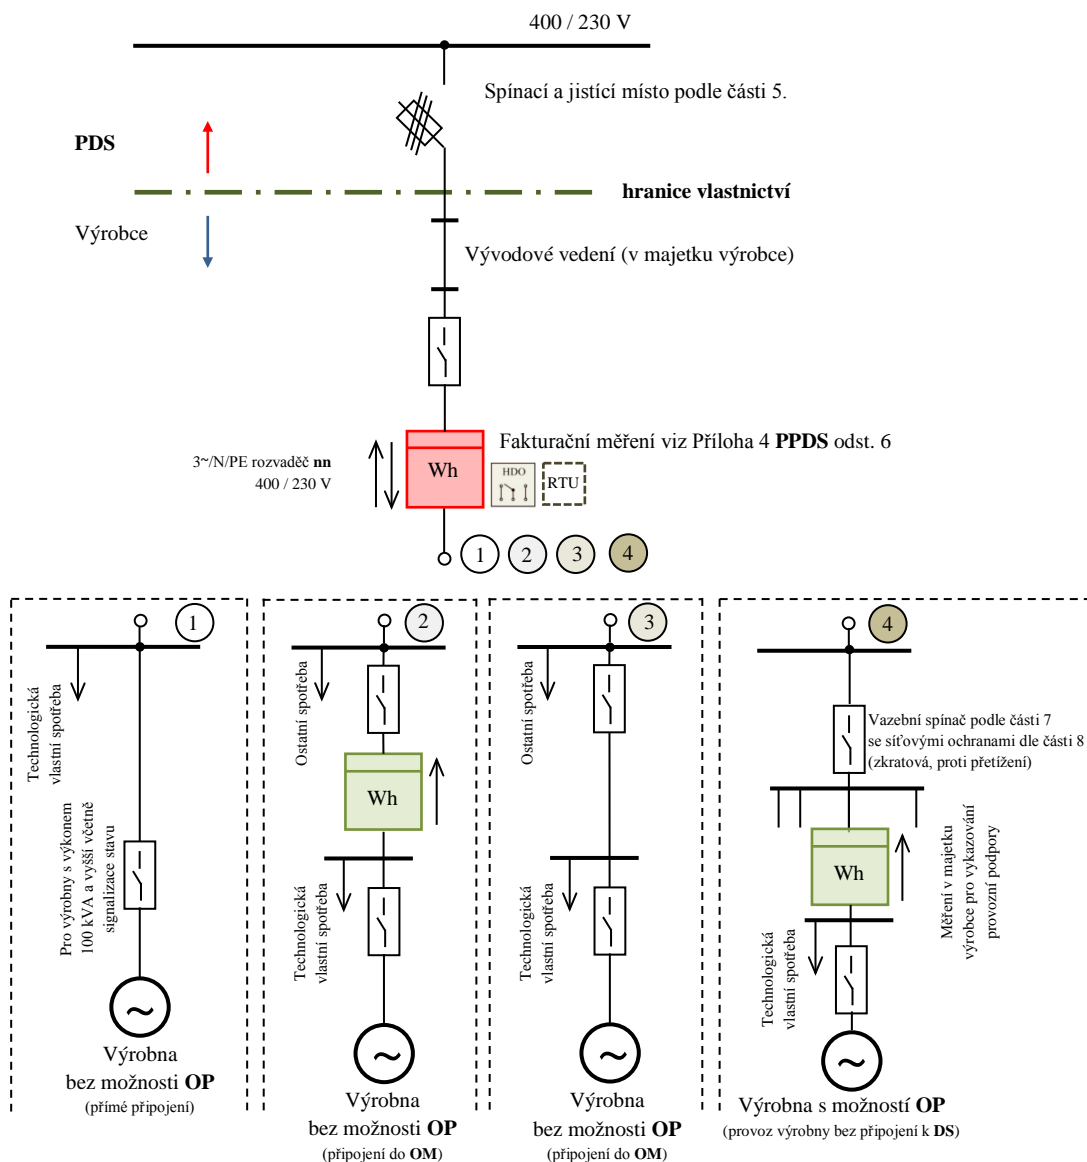 400 / 230 V
Spínací a jistící místo podle části 5.
PDS
hranice vlastnictví
Výrobce
Vývodové vedení (v majetku výrobce)
Fakturační měření viz Příloha 4 PPDS odst. 6
3~/N/PE rozvaděč nn
400 / 230 V
Wh
HDO
RTU
1
2
3
4
1
Technologická
vlastní spotřeba
Pro výrobny s výkonem
100 kVA a vyšší včetně
signalizace stavu
~
Výrobna
bez možnosti OP
(přímé připojení)
2
Ostatní spotřeba
Wh
Technologická
vlastní spotřeba
~
Výrobna
bez možnosti OP
(připojení do OM)
3
Ostatní spotřeba
Technologická
vlastní spotřeba
~
Výrobna
bez možnosti OP
(připojení do OM)
4
Vazební spínač podle části 7
se síťovými ochranami dle části 8
(zkratová, proti přetížení)
Wh
Měření v majetku
výrobce pro vykazování
provozní podpory
Technologická
vlastní spotřeba
~
Výrobna s možností OP
(provoz výrobny bez připojení k DS)